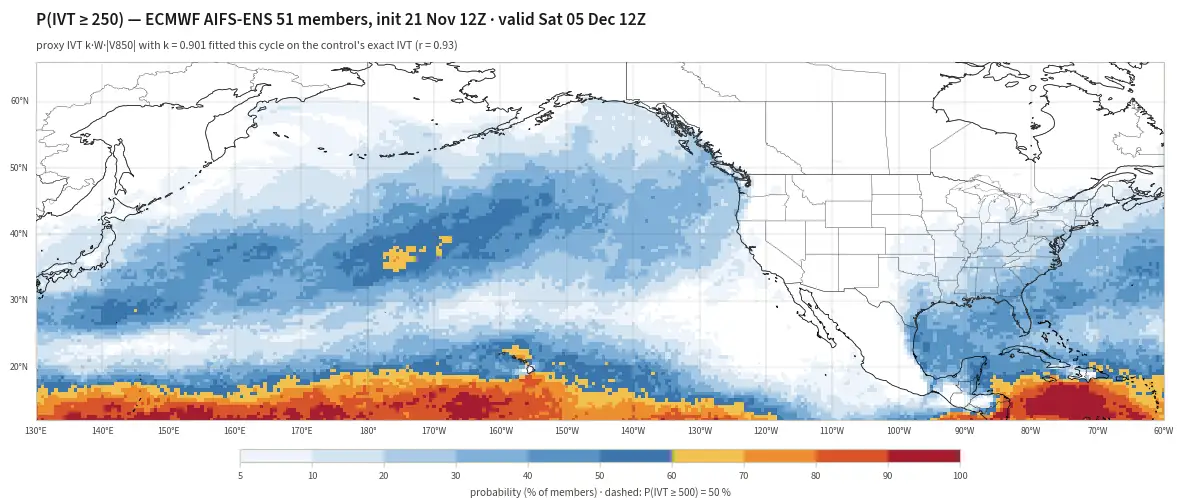 P(IVT ≥ 250) — ECMWF AIFS-ENS 51 members, init 21 Nov 12Z · valid Sat 05 Dec 12Z
proxy IVT k·W·|V850| with k = 0.901 fitted this cycle on the control's exact IVT (r = 0.93)
60°N
50°N
40°N
30°N
20°N
130°E 140°E 150°E 160°E 170°E 180° 170°W 160°W 150°W 140°W 130°W 120°W 110°W 100°W 90°W 80°W 70°W 60°W
5 10 20 30 40 50 60 70 80 90 100
probability (% of members) · dashed: P(IVT ≥ 500) = 50 %